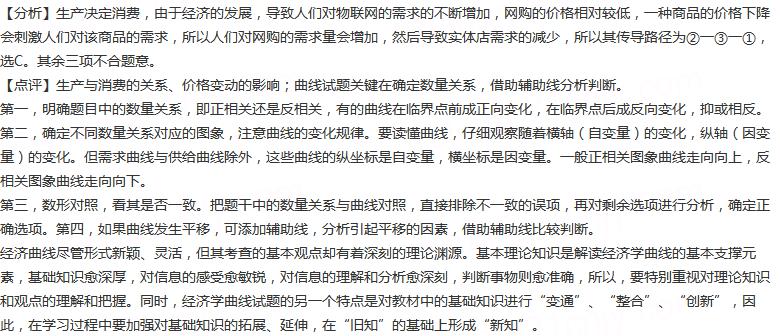 【分析】生产决定消费，由于经济的发展，导致人们对物联网的需求的不断增加，网购的价格相对较低，一种商品的价格下降
会刺激人们对该商品的需求，所以人们对网购的需求量会增加，然后导致实体店需求的减少，所以其传导路径为②—③—①，
选C。其余三项不合题意。
【点评】生产与消费的关系、价格变动的影响；曲线试题关键在确定数量关系，借助辅助线分析判断。
第一，明确题目中的数量关系，即正相关还是反相关，有的曲线在临界点前成正向变化，在临界点后成反向变化，抑或相反。
第二，确定不同数量关系对应的图象，注意曲线的变化规律。要读懂曲线，仔细观察随着横轴（自变量）的变化，纵轴（因变
量）的变化。但需求曲线与供给曲线除外，这些曲线的纵坐标是自变量，横坐标是因变量。一般正相关图象曲线走向向上，反
相关图象曲线走向向下。
第三，数形对照，看其是否一致。把题干中的数量关系与曲线对照，直接排除不一致的误项，再对剩余选项进行分析，确定正
确选项。第四，如果曲线发生平移，可添加辅助线，分析引起平移的因素，借助辅助线比较判断。
经济曲线尽管形式新颖、灵活，但其考查的基本观点却有着深刻的理论渊源。基本理论知识是解读经济学曲线的基本支撑元
素，基础知识愈深厚，对信息的感受愈敏锐，对信息的理解和分析愈深刻，判断事物则愈准确，所以，要特别重视对理论知识
和观点的理解和把握。同时，经济学曲线试题的另一个特点是对教材中的基础知识进行“变通”、“整合”、“创新”，因
此，在学习过程中要加强对基础知识的拓展、延伸，在“旧知”的基础上形成“新知”。